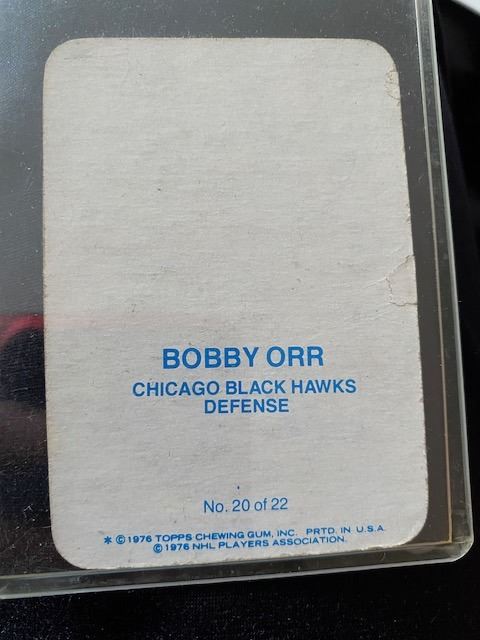 BOBBY ORR
CHICAGO BLACK HAWKS
DEFENSE
No. 20 of 22
* © 1976 TOPPS CHEWING GUM, INC. PRTD. IN U.S.A.
© 1976 NHL PLAYERS ASSOCIATION.